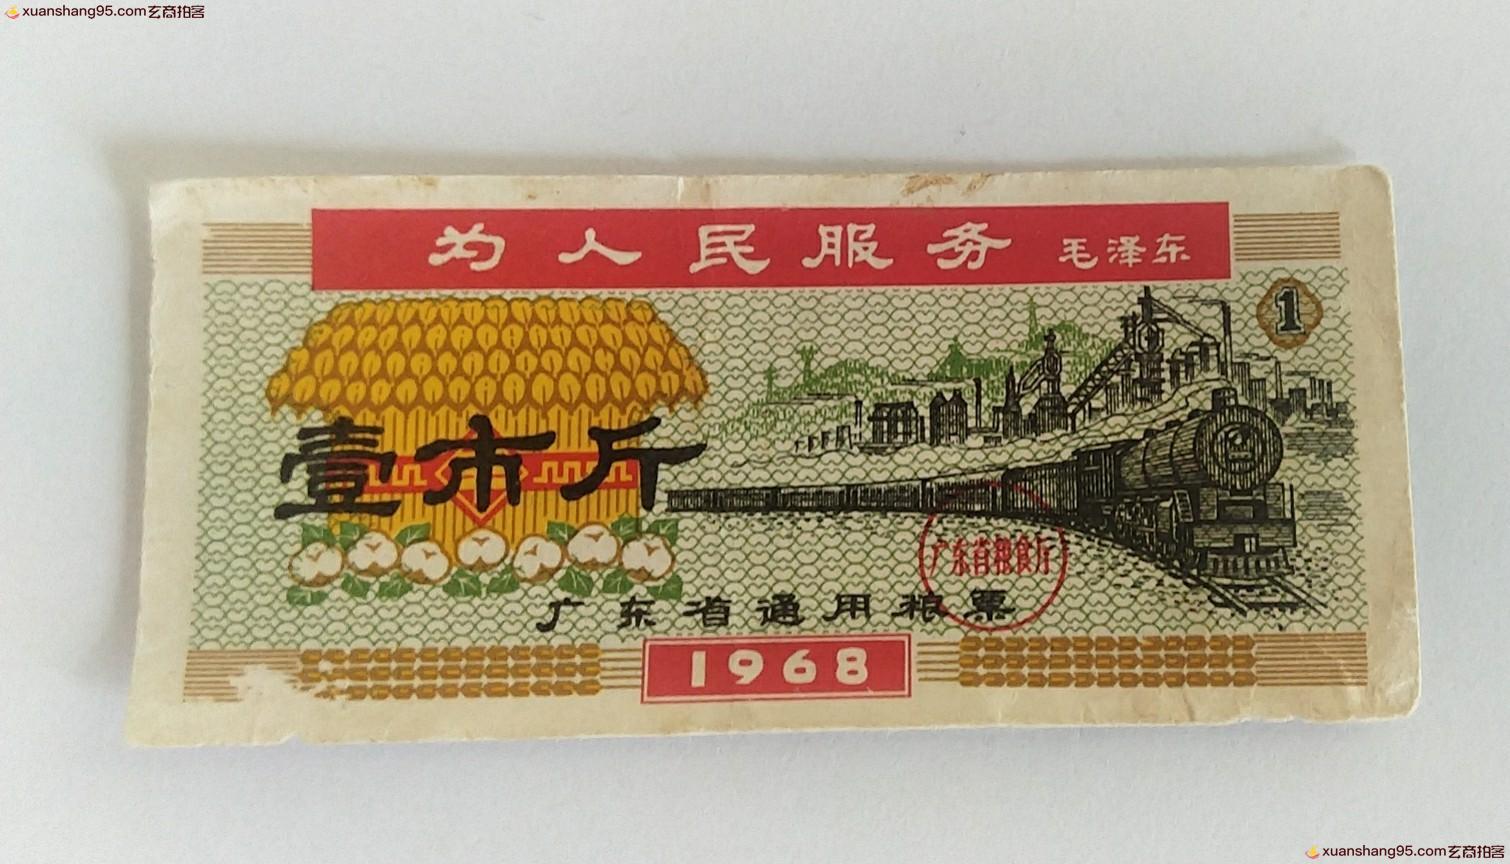 xuanshang95.com玄商拍客
为人民服务 毛泽东
1
壹市斤
广东省粮食厅
广东省通用粮票
1968
xuanshang95.com玄商拍客